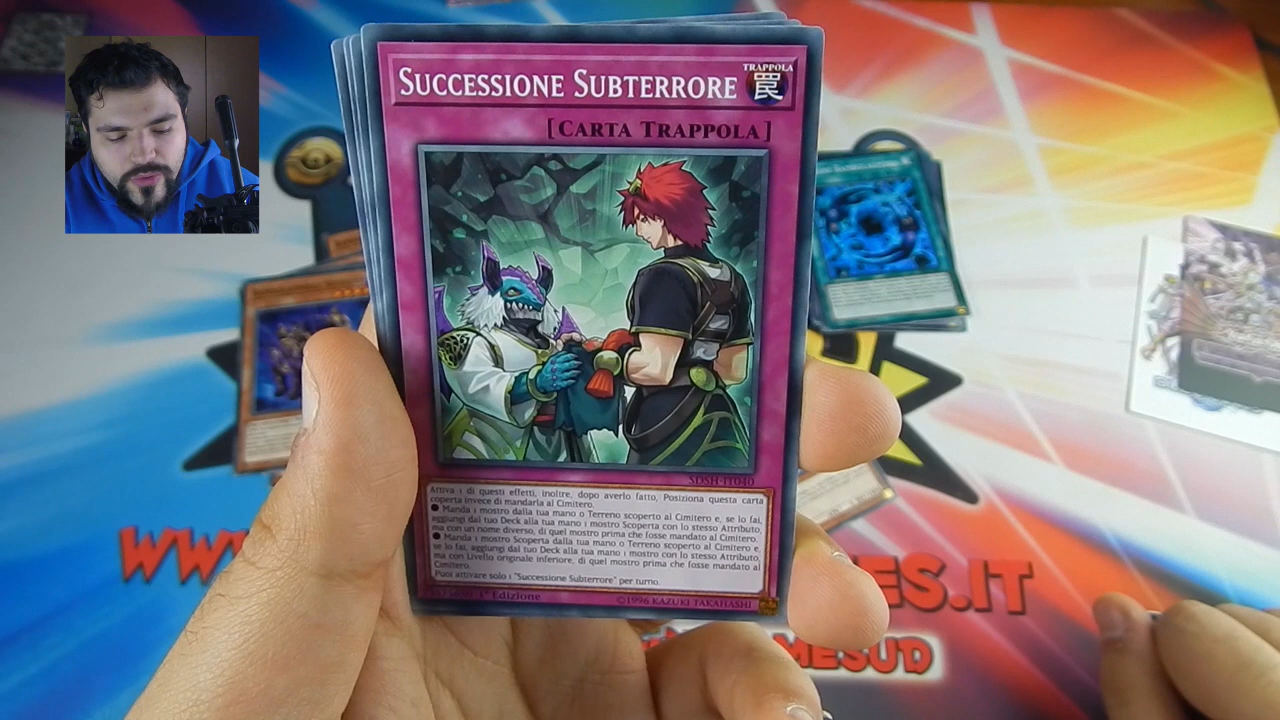 SUCCESSIONE SUBTERRORE
TRAPPOLA
罠
[CARTA TRAPPOLA]
SDSH-IT040
Attiva 1 di questi effetti, inoltre, dopo averlo fatto, Posiziona questa carta
coperta invece di mandarla al Cimitero.
● Manda 1 mostro dalla tua mano o Terreno scoperto al Cimitero e, se lo fai,
aggiungi dal tuo Deck alla tua mano 1 mostro Scoperta con lo stesso Attributo,
ma con un nome diverso, di quel mostro prima che fosse mandato al Cimitero.
● Manda 1 mostro Scoperta dalla tua mano o Terreno scoperto al Cimitero e,
se lo fai, aggiungi dal tuo Deck alla tua mano 1 mostro con lo stesso Attributo,
ma con Livello originale inferiore, di quel mostro prima che fosse mandato al
Cimitero.
Puoi attivare solo 1 "Successione Subterrore" per turno.
1ª Edizione
©1996 KAZUKI TAKAHASHI
WWW
ES.IT
MESUD